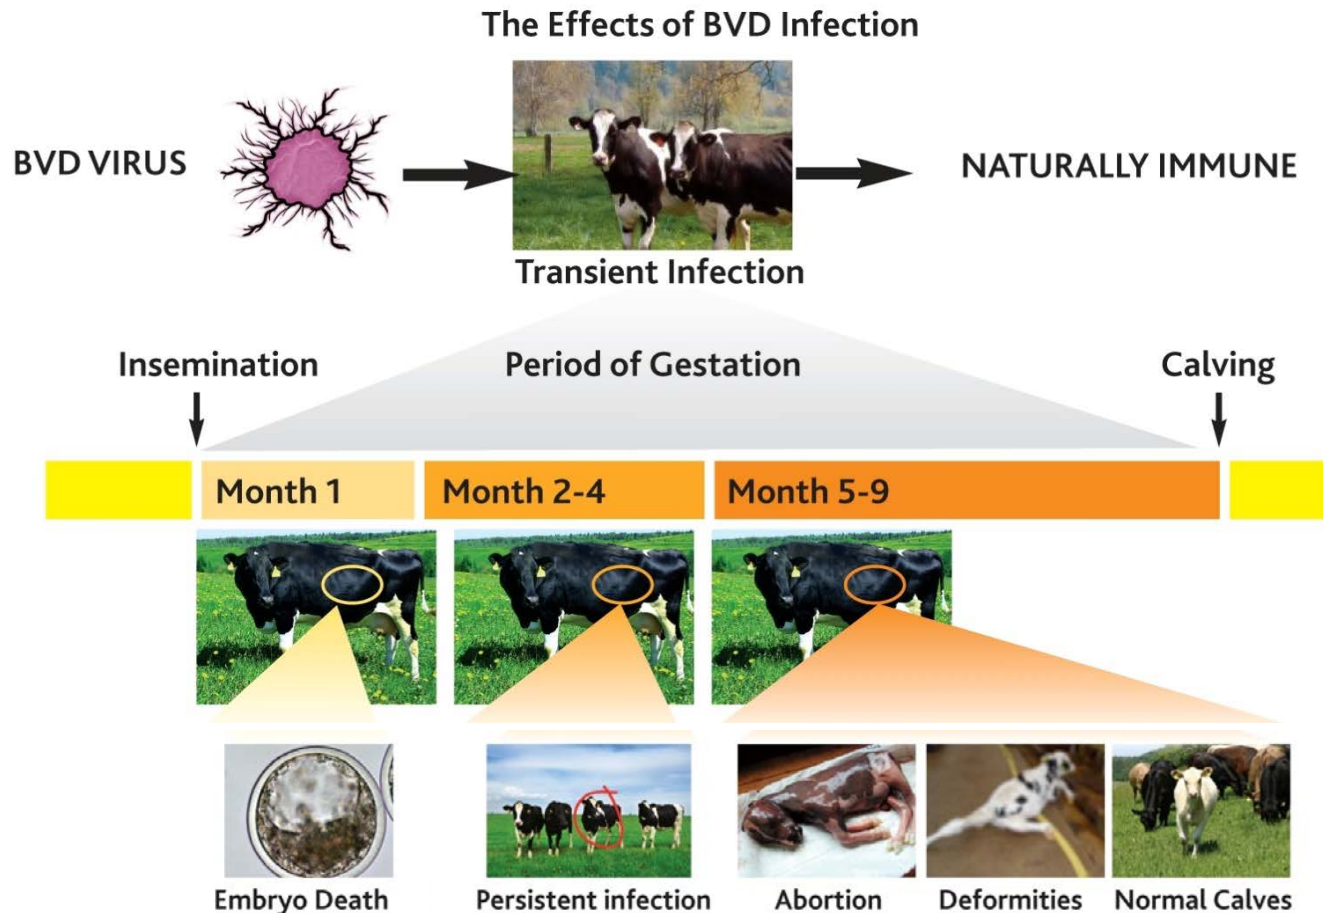 The Effects of BVD Infection
BVD VIRUS
NATURALLY IMMUNE
Transient Infection
Insemination
Period of Gestation
Calving
Month 1
Month 2-4
Month 5-9
Embryo Death
Persistent infection
Abortion
Deformities
Normal Calves